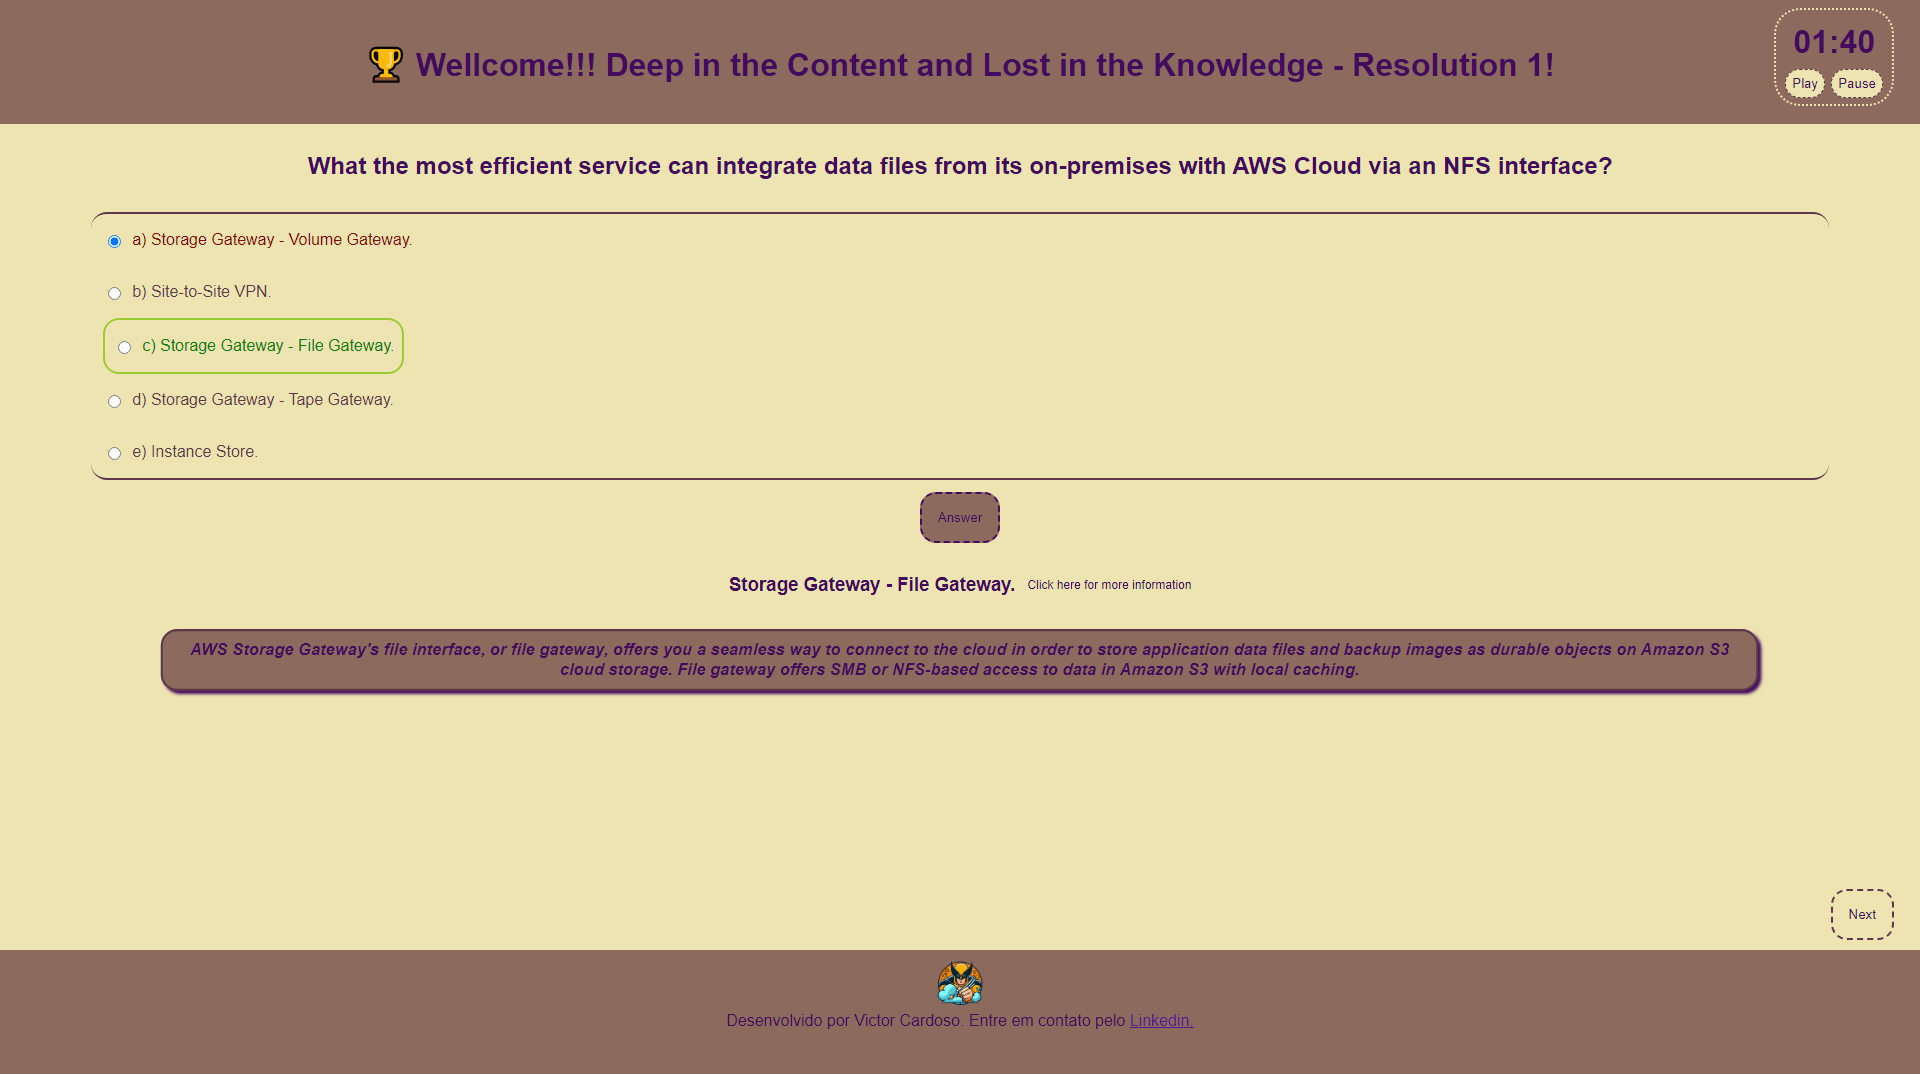 Wellcome!!! Deep in the Content and Lost in the Knowledge - Resolution 1!
01:40
Play Pause
What the most efficient service can integrate data files from its on-premises with AWS Cloud via an NFS interface?
a) Storage Gateway - Volume Gateway.
b) Site-to-Site VPN.
c) Storage Gateway - File Gateway.
d) Storage Gateway - Tape Gateway.
e) Instance Store.
Answer
Storage Gateway - File Gateway. Click here for more information
AWS Storage Gateway's file interface, or file gateway, offers you a seamless way to connect to the cloud in order to store application data files and backup images as durable objects on Amazon S3
cloud storage. File gateway offers SMB or NFS-based access to data in Amazon S3 with local caching.
Next
Desenvolvido por Victor Cardoso. Entre em contato pelo Linkedin.